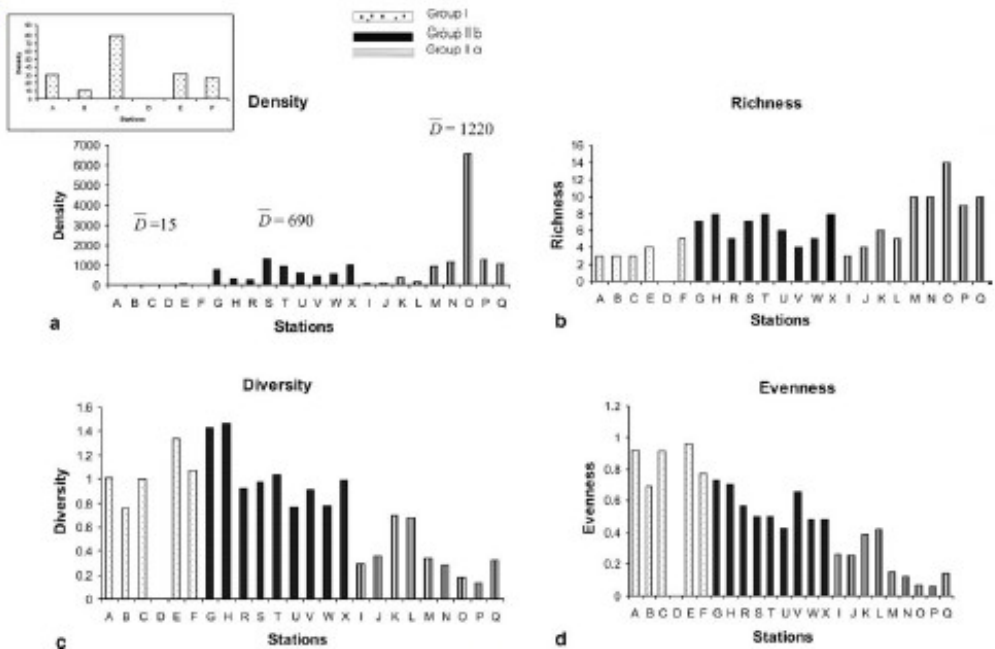 Group I
Group II b
Group II a
Density
A B C D E F
Stations
Density
D̅ = 1220
D̅ =15
D̅ = 690
7000
6000
5000
4000
3000
2000
1000
0
Density
A B C D E F G H R S T U V W X I J K L M N O P Q
Stations
a
Richness
16
14
12
10
8
6
4
2
0
Richness
A B C E D F G H R S T U V W X I J K L M N O P Q
Stations
b
Diversity
1.6
1.4
1.2
1
0.8
0.6
0.4
0.2
0
Diversity
A B C D E F G H R S T U V W X I J K L M N O P Q
Stations
c
Evenness
1.2
1
0.8
0.6
0.4
0.2
0
Evenness
A B C D E F G H R S T U V W X I J K L M N O P Q
Stations
d